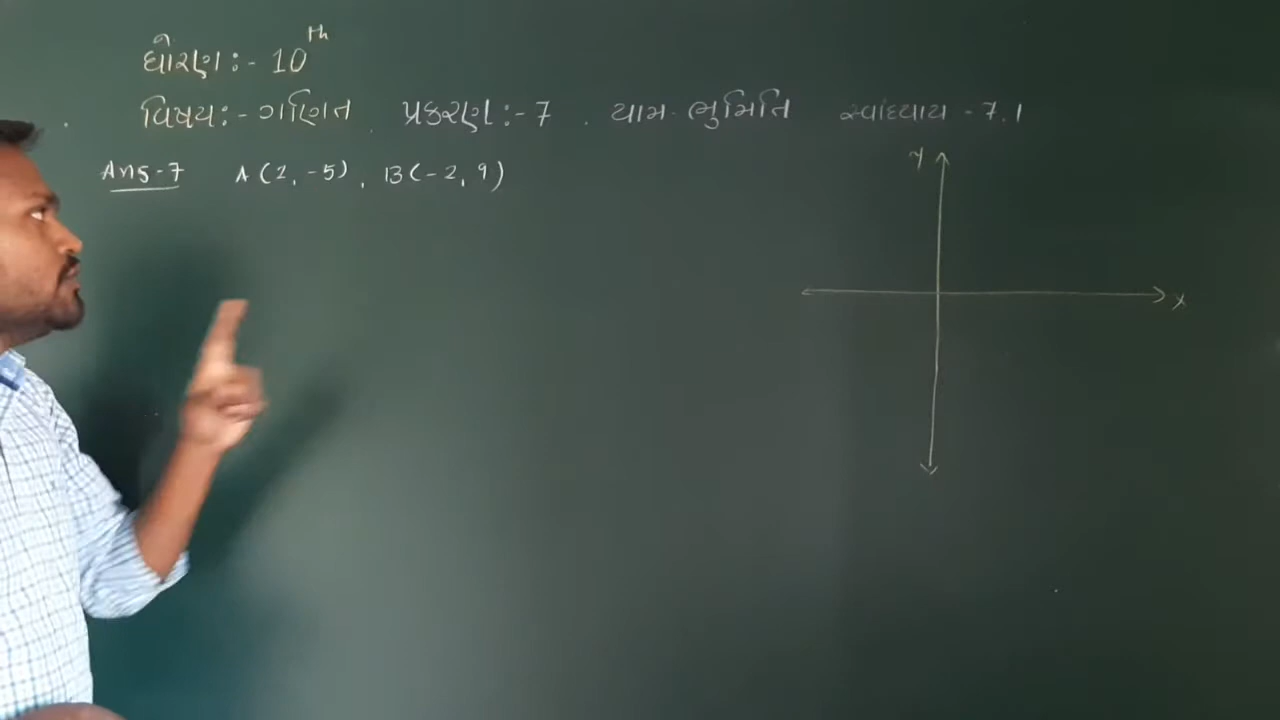 ધોરણ :- 10th
વિષય :- ગણિત , પ્રકરણ :- 7 . યામ ભુમિતિ સ્વાધ્યાય - 7.1
Ans-7 A (2, -5) , B (-2, 9)
Y
X